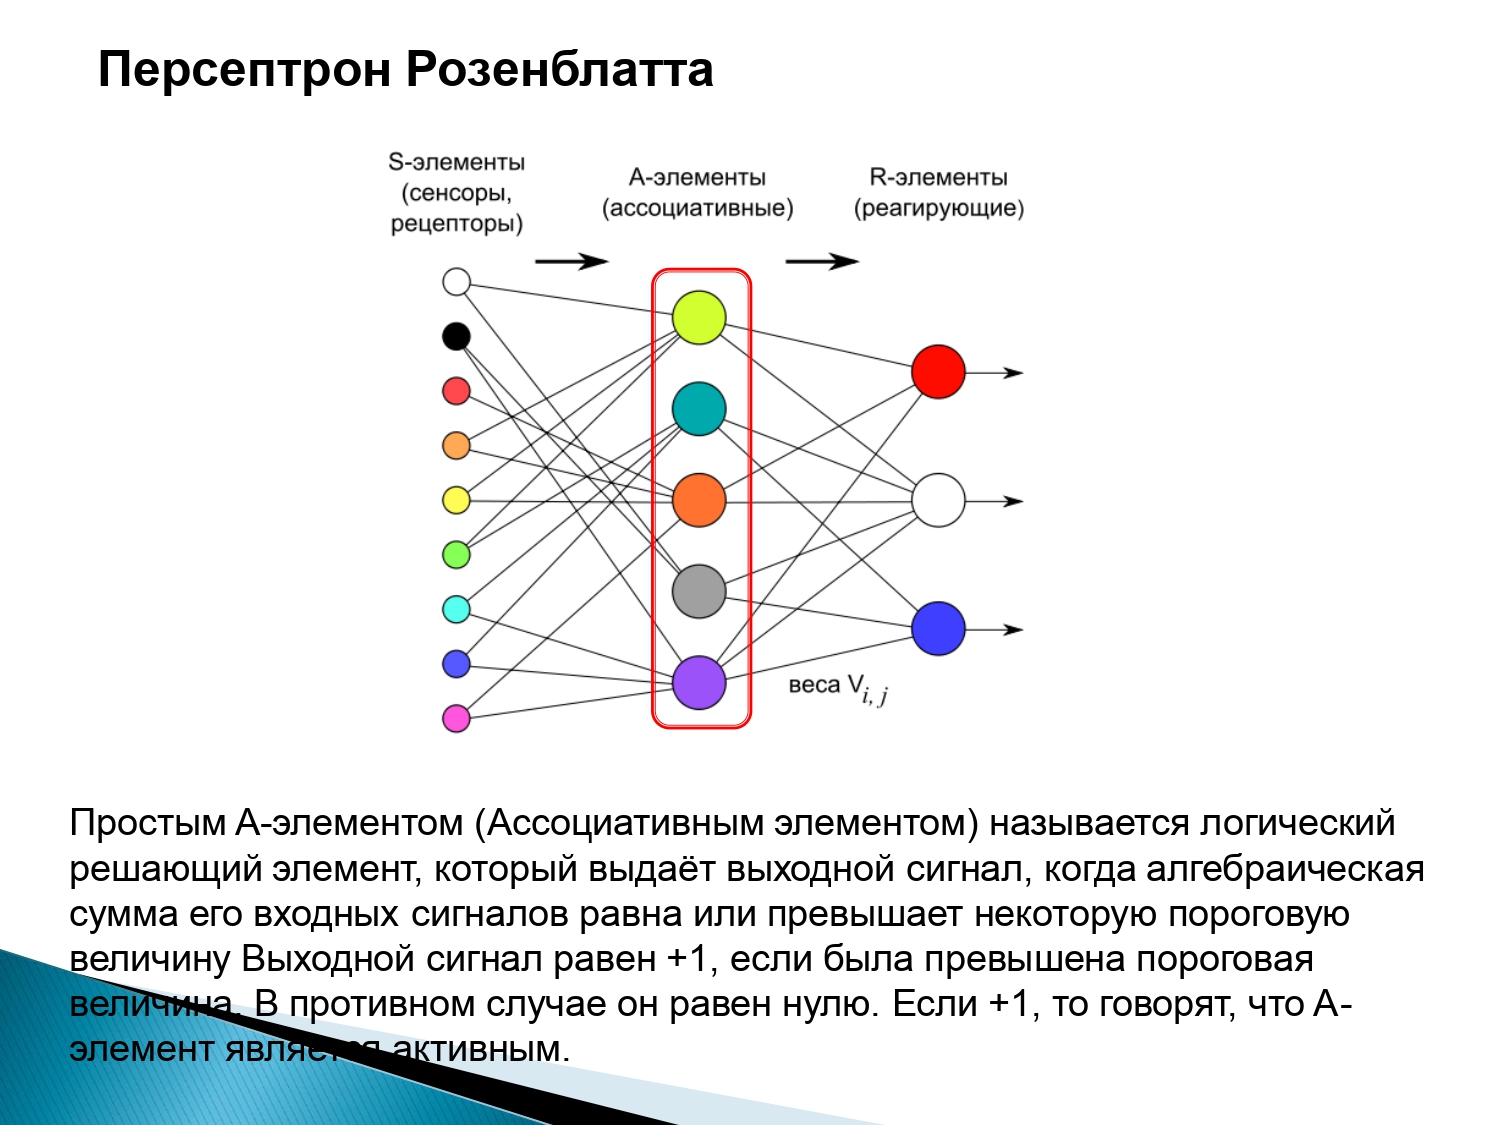 Персептрон Розенблатта
S-элементы
(сенсоры,
рецепторы)
А-элементы
(ассоциативные)
R-элементы
(реагирующие)
веса V i, j
Простым А-элементом (Ассоциативным элементом) называется логический
решающий элемент, который выдаёт выходной сигнал, когда алгебраическая
сумма его входных сигналов равна или превышает некоторую пороговую
величину Выходной сигнал равен +1, если была превышена пороговая
величина. В противном случае он равен нулю. Если +1, то говорят, что А-
элемент является активным.